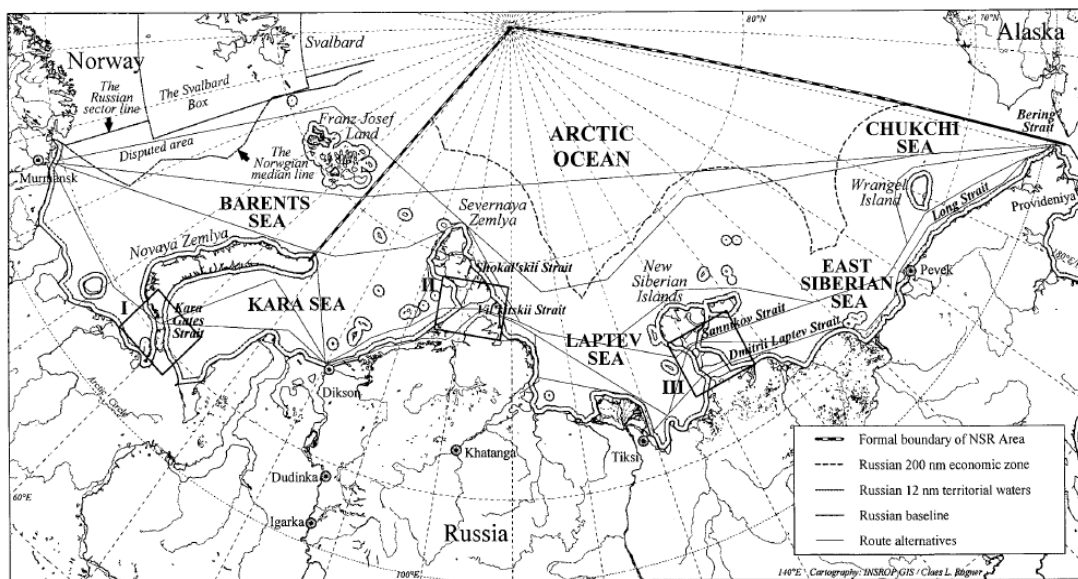 80°N
70°N
Alaska
Norway
Svalbard
The
Russian
sector line
The Svalbard
Box
Disputed area
Franz Josef
Land
The
Norwgian
median line
ARCTIC
OCEAN
CHUKCHI
SEA
Bering
Strait
Murmansk
BARENTS
SEA
Severnaya
Zemlya
Wrangel
Island
Long Strait
Provideniya
180°E/W
Novaya Zemlya
Shokal'skii Strait
II
Vil'kitskii Strait
New
Siberian
Islands
EAST
SIBERIAN
SEA
Pevek
I
Kara
Gates
Strait
KARA SEA
LAPTEV
SEA
Sannikov Strait
Dmitrii Laptev Strait
III
Arctic Circle
Dikson
Khatanga
Tiksi
Dudinka
Igarka
Russia
60°E
100°E
140°E
Formal boundary of NSR Area
Russian 200 nm economic zone
Russian 12 nm territorial waters
Russian baseline
Route alternatives
Cartography: INSROP GIS / Claes L. Ragner